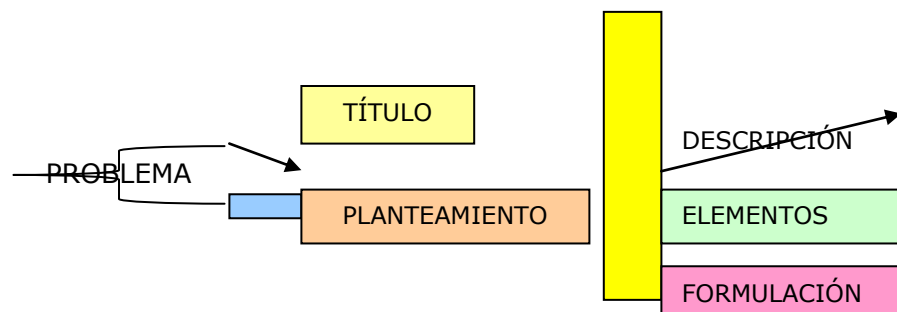 TÍTULO
DESCRIPCIÓN
PROBLEMA
PLANTEAMIENTO
ELEMENTOS
FORMULACIÓN